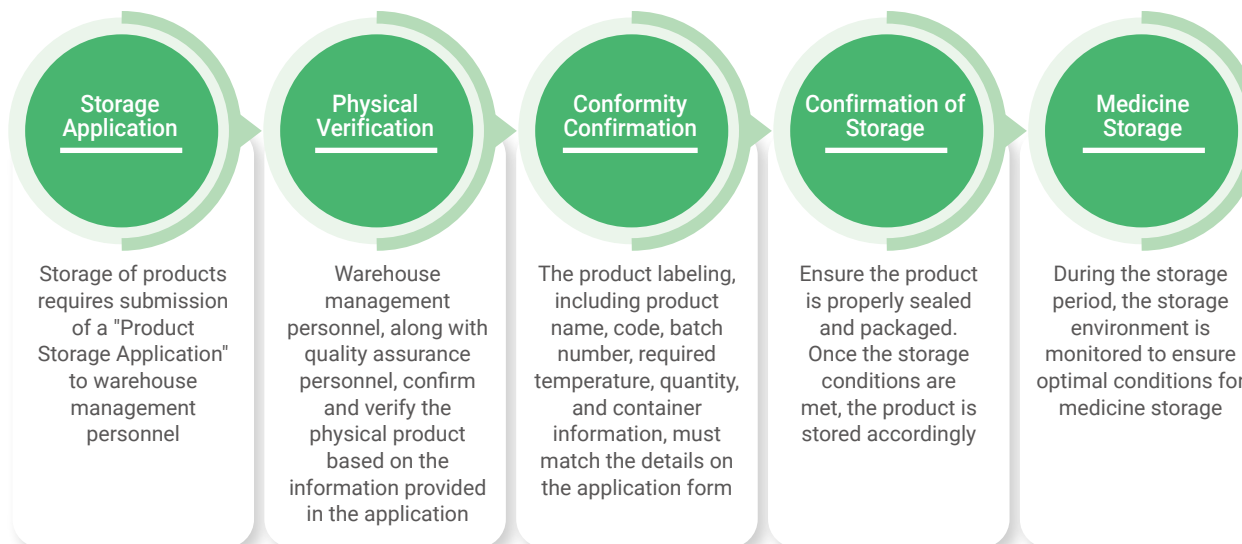 Storage
Application
Storage of products
requires submission
of a "Product
Storage Application"
to warehouse
management
personnel
Physical
Verification
Warehouse
management
personnel, along with
quality assurance
personnel, confirm
and verify the
physical product
based on the
information provided
in the application
Conformity
Confirmation
The product labeling,
including product
name, code, batch
number, required
temperature, quantity,
and container
information, must
match the details on
the application form
Confirmation of
Storage
Ensure the product
is properly sealed
and packaged.
Once the storage
conditions are
met, the product is
stored accordingly
Medicine
Storage
During the storage
period, the storage
environment is
monitored to ensure
optimal conditions for
medicine storage